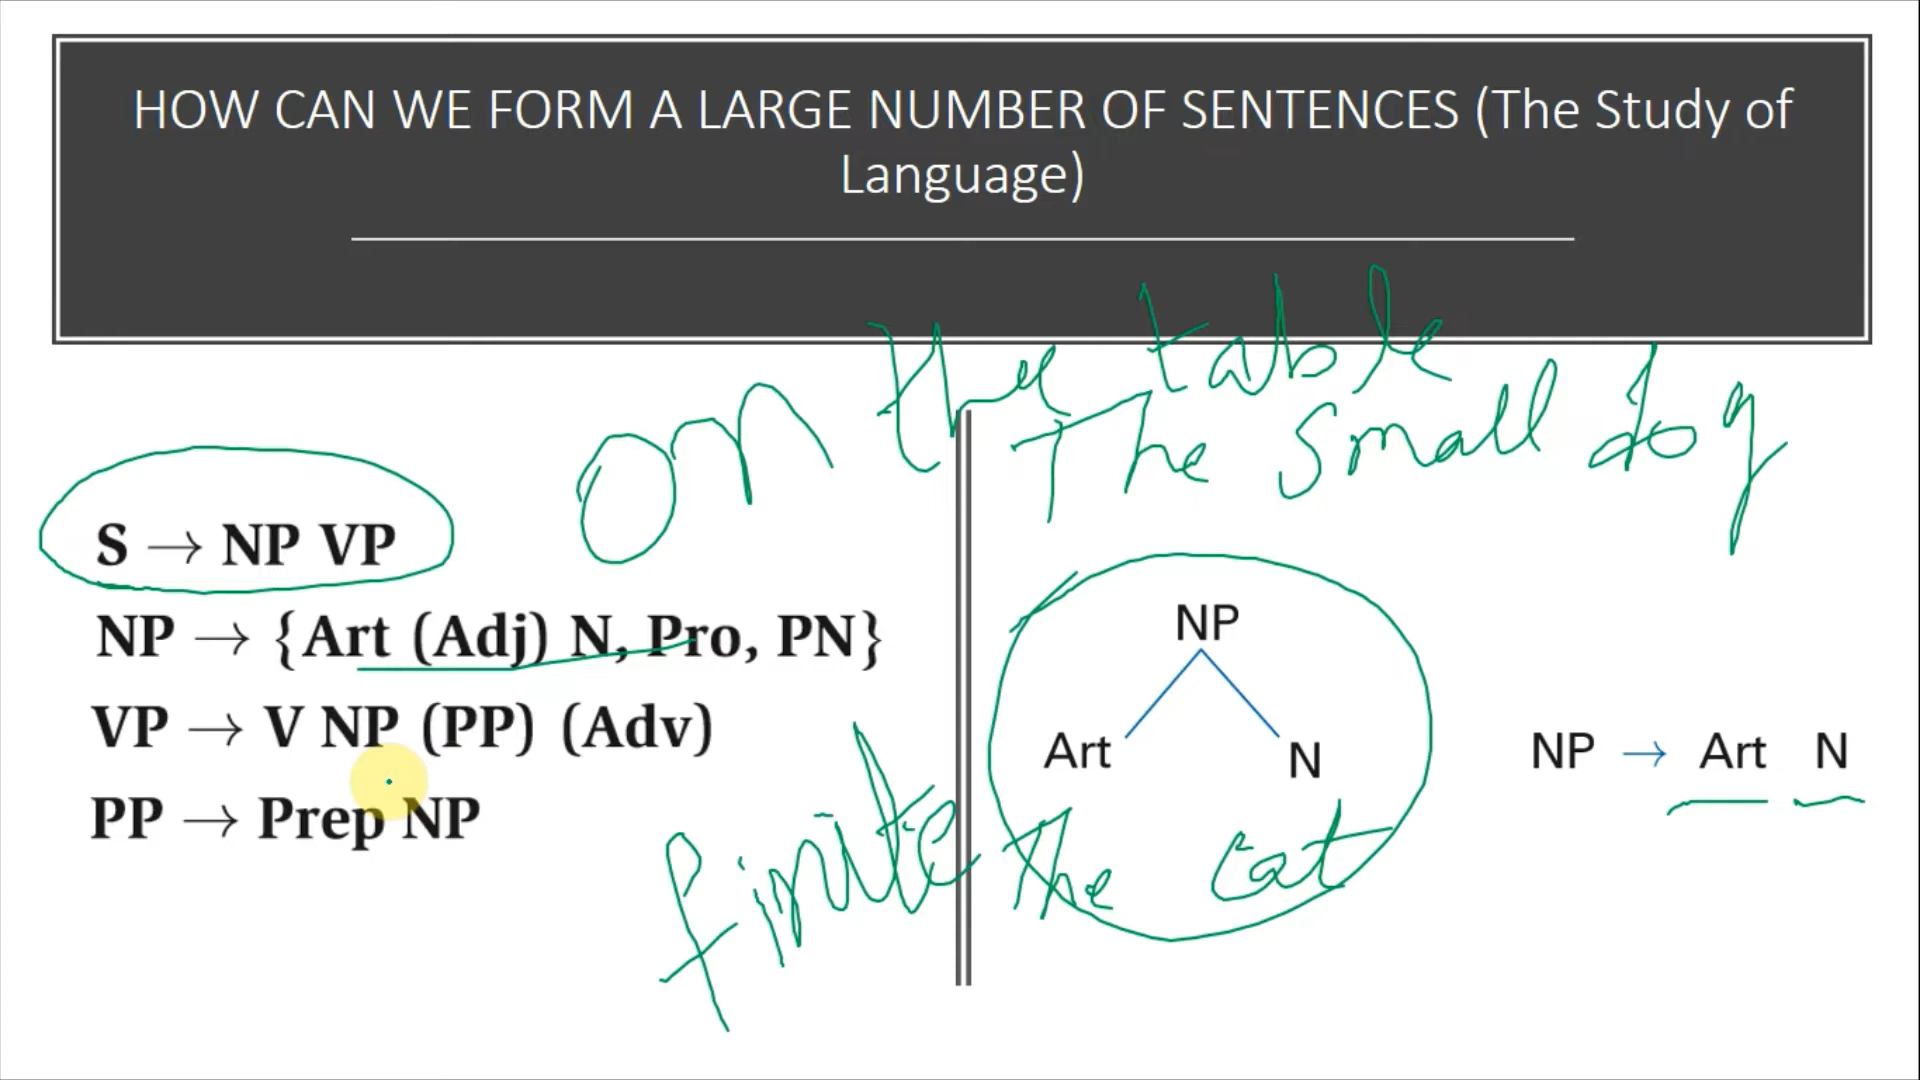 HOW CAN WE FORM A LARGE NUMBER OF SENTENCES (The Study of
Language)
on the table
The small dog
S → NP VP
NP → {Art (Adj) N, Pro, PN}
VP → V NP (PP) (Adv)
PP → Prep NP
finite
NP
Art N
The cat
NP → Art N